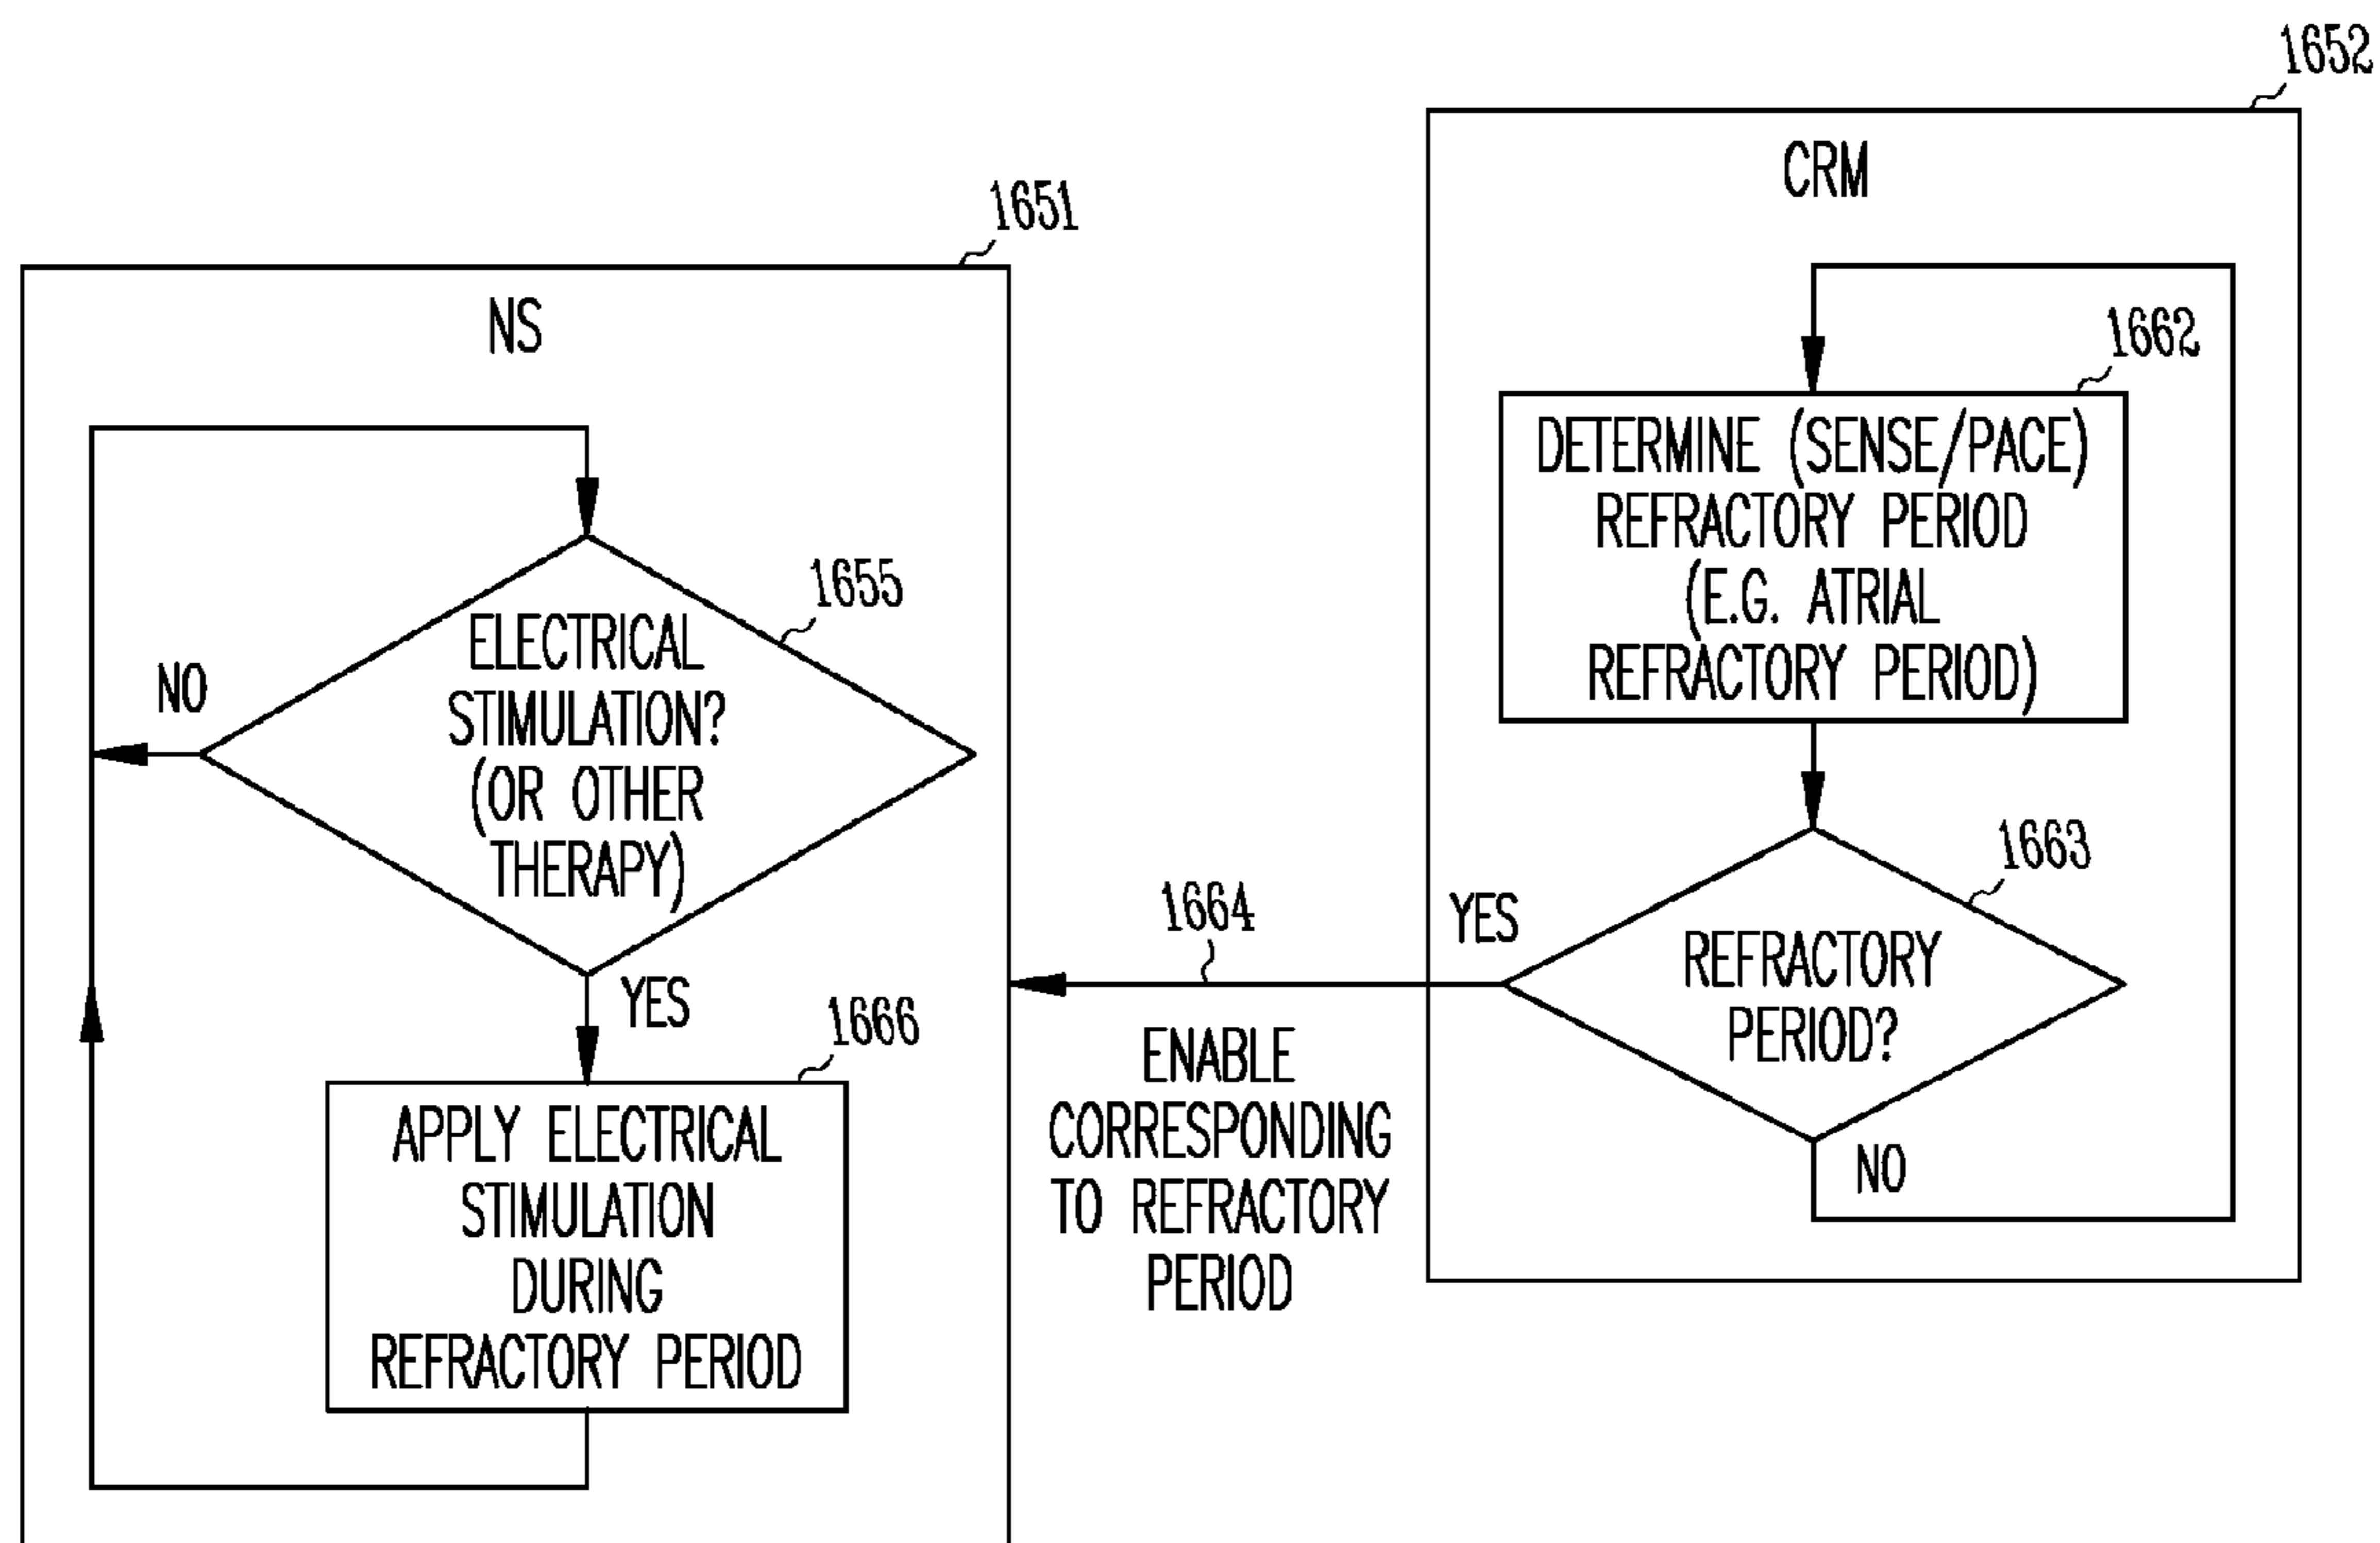 1652
CRM
1651
NS
1662
DETERMINE (SENSE/PACE)
REFRACTORY PERIOD
(E.G. ATRIAL
REFRACTORY PERIOD)
1655
ELECTRICAL
STIMULATION?
(OR OTHER
THERAPY)
NO
YES
1666
APPLY ELECTRICAL
STIMULATION
DURING
REFRACTORY PERIOD
1664
ENABLE
CORRESPONDING
TO REFRACTORY
PERIOD
YES
1663
REFRACTORY
PERIOD?
NO